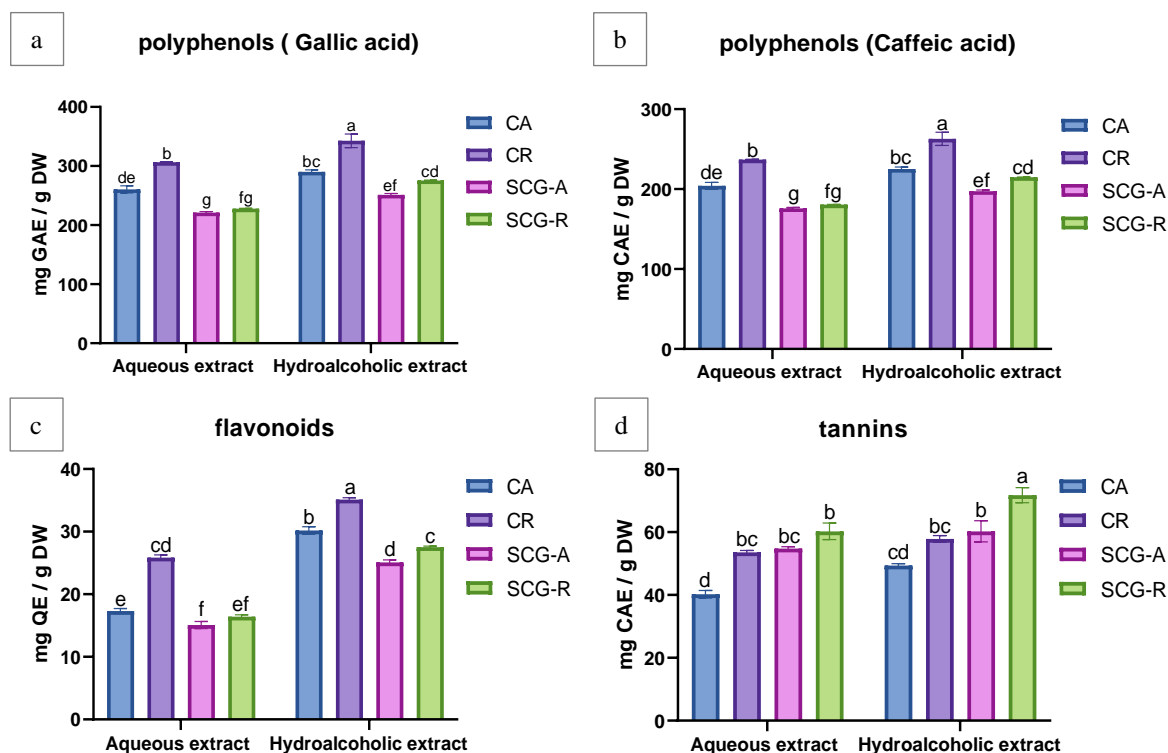 a
polyphenols ( Gallic acid)
mg GAE / g DW
400
300
200
100
0
de
b
g
fg
bc
a
ef
cd
Aqueous extract
Hydroalcoholic extract
CA
CR
SCG-A
SCG-R
b
polyphenols (Caffeic acid)
mg CAE / g DW
300
200
100
0
de
b
g
fg
bc
a
ef
cd
Aqueous extract
Hydroalcoholic extract
CA
CR
SCG-A
SCG-R
c
flavonoids
mg QE / g DW
40
30
20
10
0
e
cd
f
ef
b
a
d
c
Aqueous extract
Hydroalcoholic extract
CA
CR
SCG-A
SCG-R
d
tannins
mg CAE / g DW
80
60
40
20
0
d
bc
bc
b
cd
bc
b
a
Aqueous extract
Hydroalcoholic extract
CA
CR
SCG-A
SCG-R